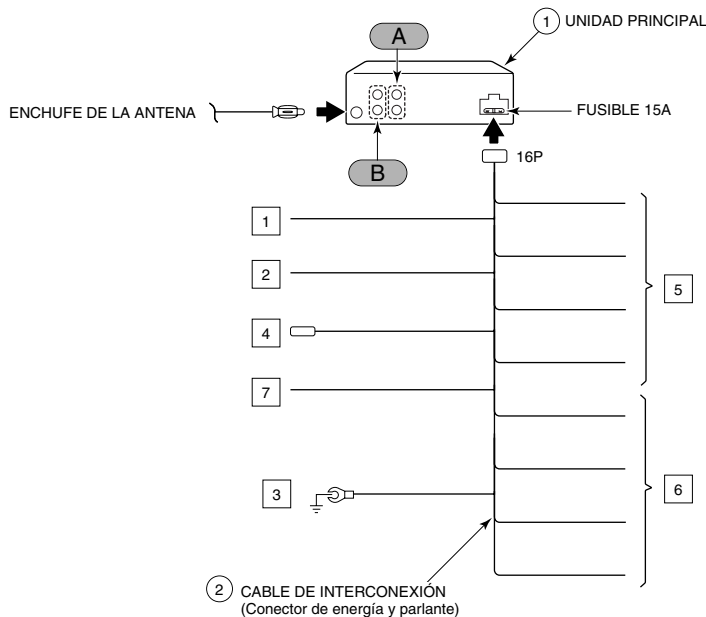 A
1 UNIDAD PRINCIPAL
ENCHUFE DE LA ANTENA
FUSIBLE 15A
B
16P
1
2
5
4
7
3
6
2 CABLE DE INTERCONEXIÓN
(Conector de energía y parlante)